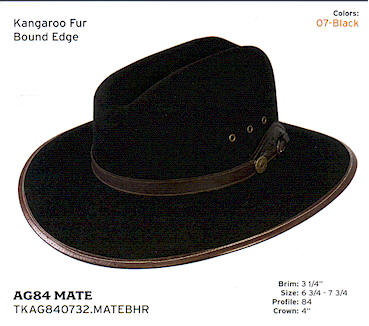 Kangaroo Fur
Bound Edge
Colors:
07-Black
AG84 MATE
TKAG840732.MATEBHR
Brim: 3 1/4"
Size: 6 3/4 - 7 3/4
Profile: 84
Crown: 4"